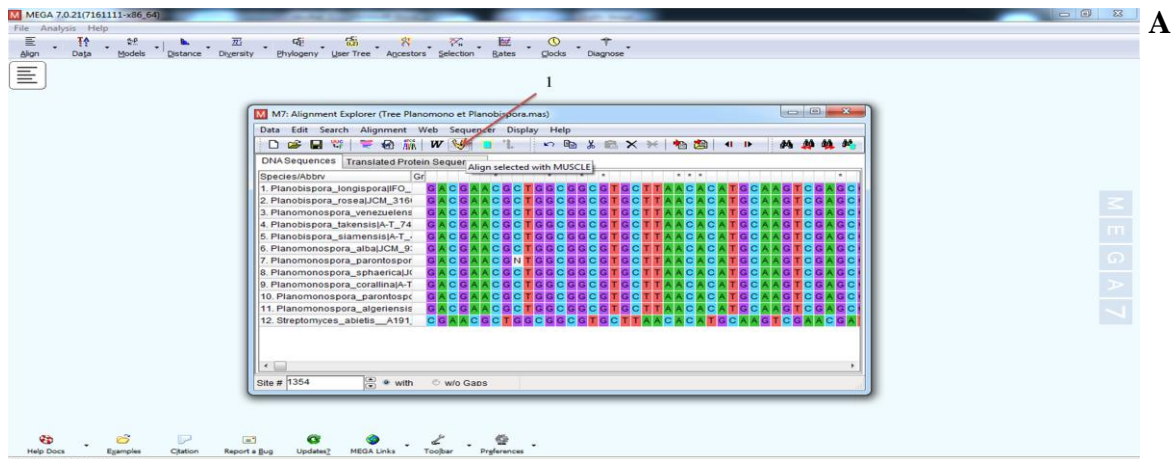 MEGA 7.0.21(7161111-x86_64)
A
File Analysis Help
Align Data Models Distance Diversity Phylogeny User Tree Ancestors Selection Rates Clocks Diagnose
1
M7: Alignment Explorer (Tree Planomono et Planobispora.mas)
Data Edit Search Alignment Web Sequencer Display Help
W
DNA Sequences Translated Protein Sequer
Align selected with MUSCLE
Species/Abbrv Gr * * * * * * *
1. Planobispora_longispora|IFO_ G A C G A A C G C T G G C G G C G T G C T T A A C A C A T G C A A G T C G A G C
2. Planobispora_rosea|JCM_316 G A C G A A C G C T G G C G G C G T G C T T A A C A C A T G C A A G T C G A G C
3. Planomonospora_venezuelens G A C G A A C G C T G G C G G C G T G C T T A A C A C A T G C A A G T C G A G C
4. Planobispora_takensis|A-T_74 G A C G A A C G C T G G C G G C G T G C T T A A C A C A T G C A A G T C G A G C
5. Planobispora_siamensis|A-T_ G A C G A A C G C T G G C G G C G T G C T T A A C A C A T G C A A G T C G A G C
6. Planomonospora_alba|JCM_9 G A C G A A C G C T G G C G G C G T G C T T A A C A C A T G C A A G T C G A G C
7. Planomonospora_parontospor G A C G A A C G N T G G C G G C G T G C T T A A C A C A T G C A A G T C G A G C
8. Planomonospora_sphaerica|J G A C G A A C G C T G G C G G C G T G C T T A A C A C A T G C A A G T C G A G C
9. Planomonospora_corallina|A-T G A C G A A C G C T G G C G G C G T G C T T A A C A C A T G C A A G T C G A G C
10. Planomonospora_parontospo G A C G A A C G C T G G C G G C G T G C T T A A C A C A T G C A A G T C G A G C
11. Planomonospora_algeriensis G A C G A A C G C T G G C G G C G T G C T T A A C A C A T G C A A G T C G A G C
12. Streptomyces_abietis__A191_ C G A A C G C T G G C G G C G T G C T T A A C A C A T G C A A G T C G A A C G A
Site # 1354 with w/o Gaps
MEGA7
Help Docs Examples Citation Report a Bug Updates? MEGA Links Toolbar Preferences